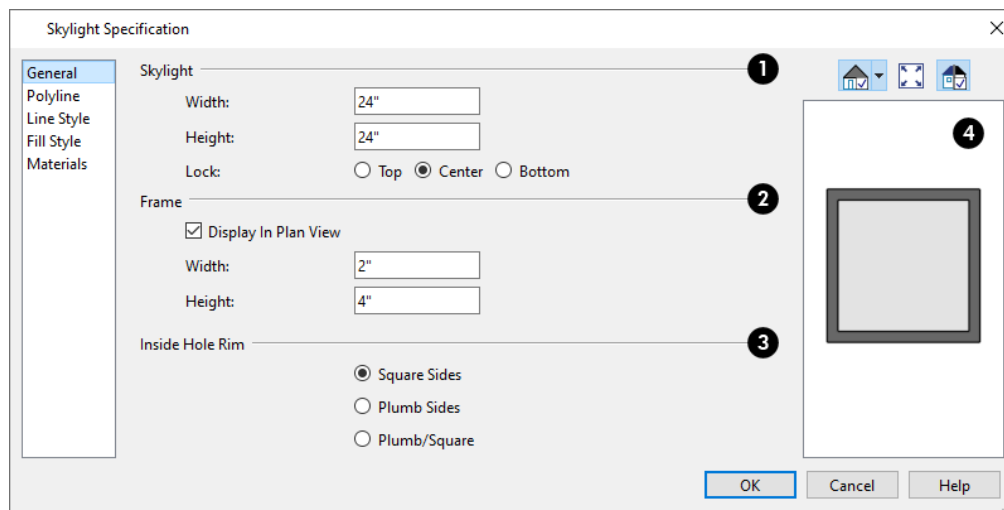 Skylight Specification
General
Polyline
Line Style
Fill Style
Materials
Skylight 1
Width: 24"
Height: 24"
Lock: Top Center Bottom
Frame 2
Display In Plan View
Width: 2"
Height: 4"
Inside Hole Rim 3
Square Sides
Plumb Sides
Plumb/Square
4
OK Cancel Help